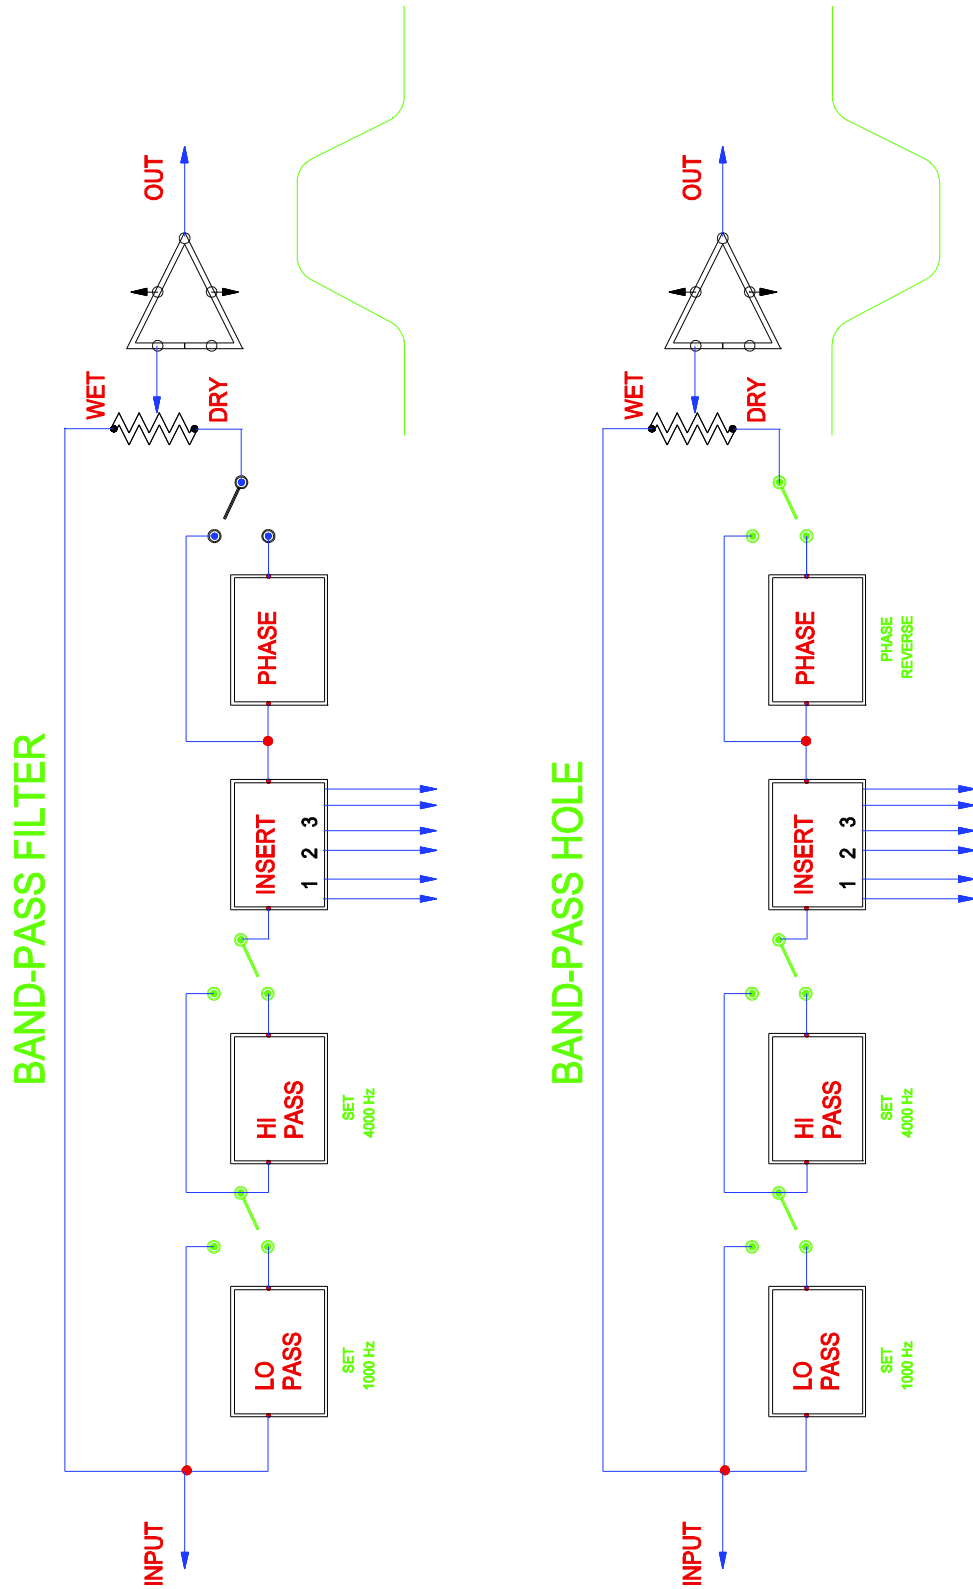 BAND-PASS FILTER
INPUT
LO
PASS
SET
1000 Hz
HI
PASS
SET
4000 Hz
INSERT
1 2 3
PHASE
WET
DRY
OUT
BAND-PASS HOLE
INPUT
LO
PASS
SET
1000 Hz
HI
PASS
SET
4000 Hz
INSERT
1 2 3
PHASE
PHASE
REVERSE
WET
DRY
OUT